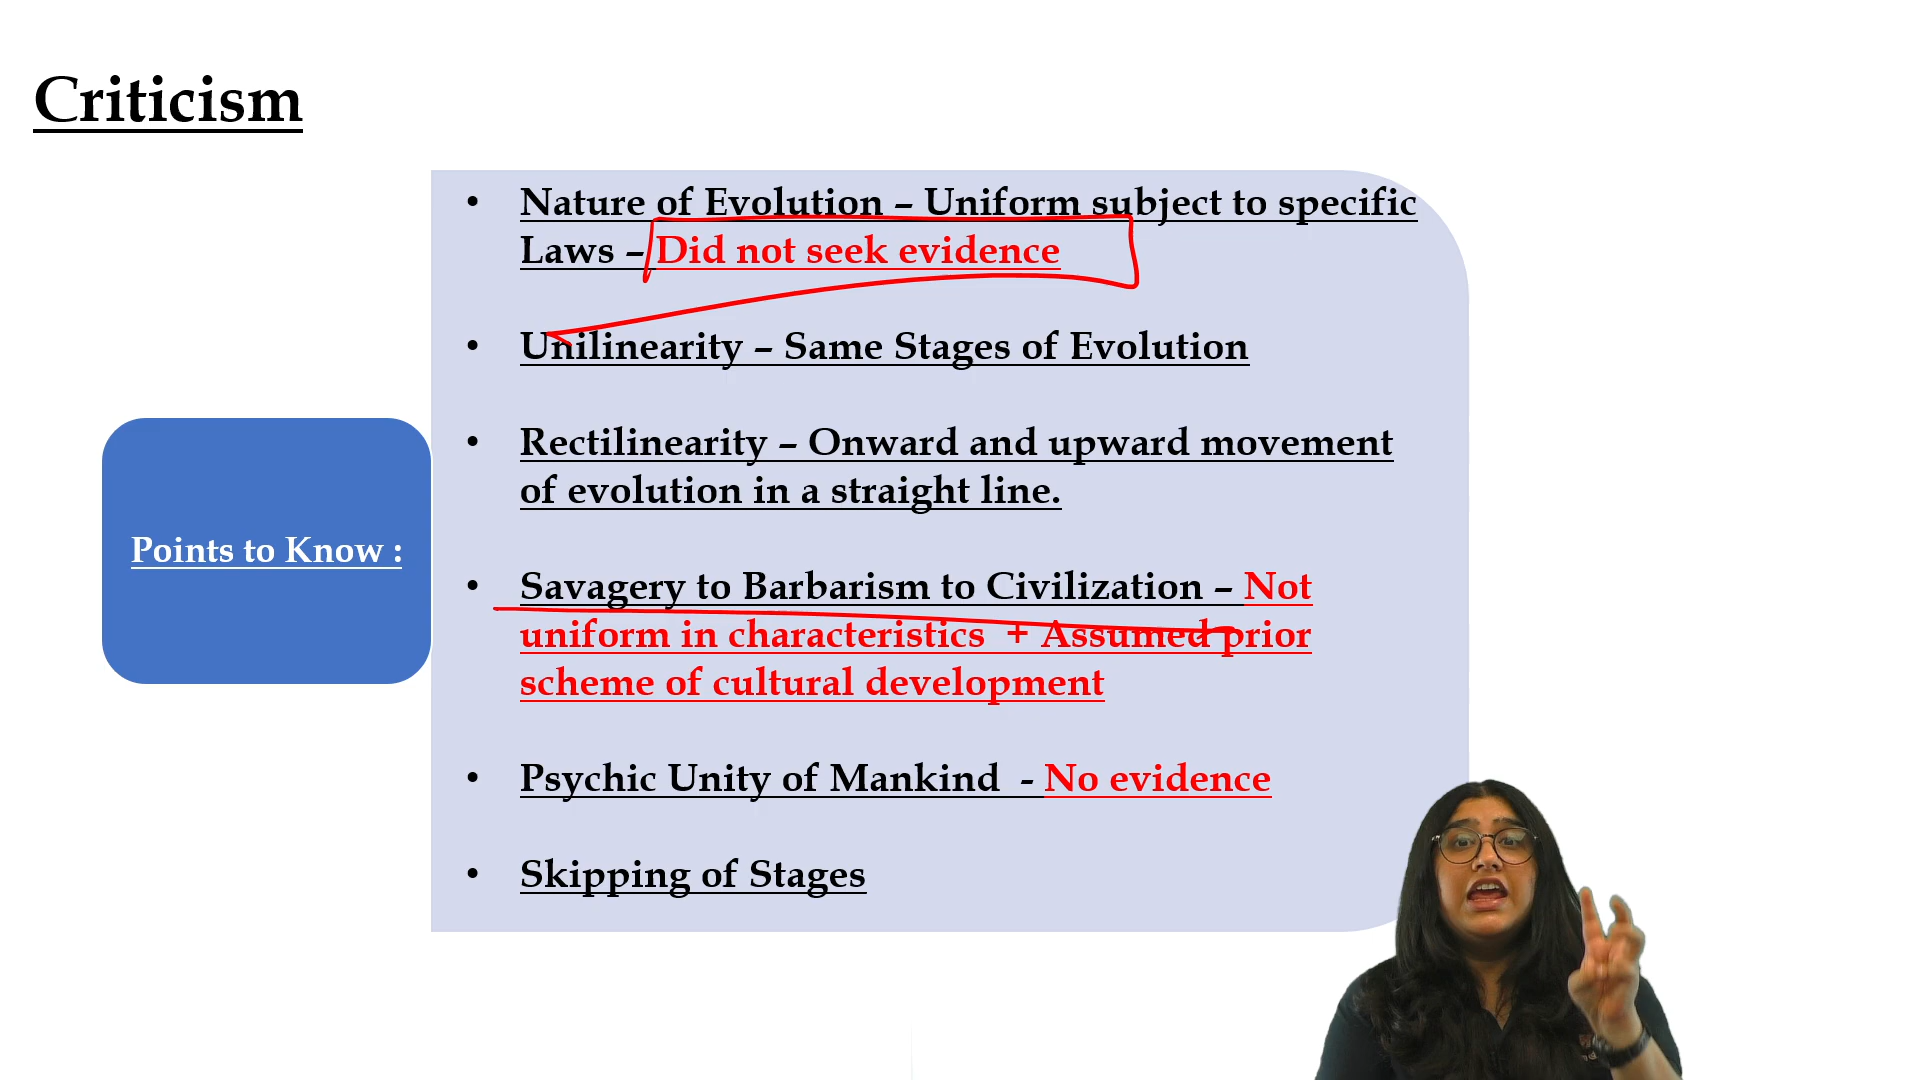 Criticism
Points to Know :
• Nature of Evolution – Uniform subject to specific
Laws – Did not seek evidence
• Unilinearity – Same Stages of Evolution
• Rectilinearity – Onward and upward movement
of evolution in a straight line.
• Savagery to Barbarism to Civilization – Not
uniform in characteristics + Assumed prior
scheme of cultural development
• Psychic Unity of Mankind - No evidence
• Skipping of Stages